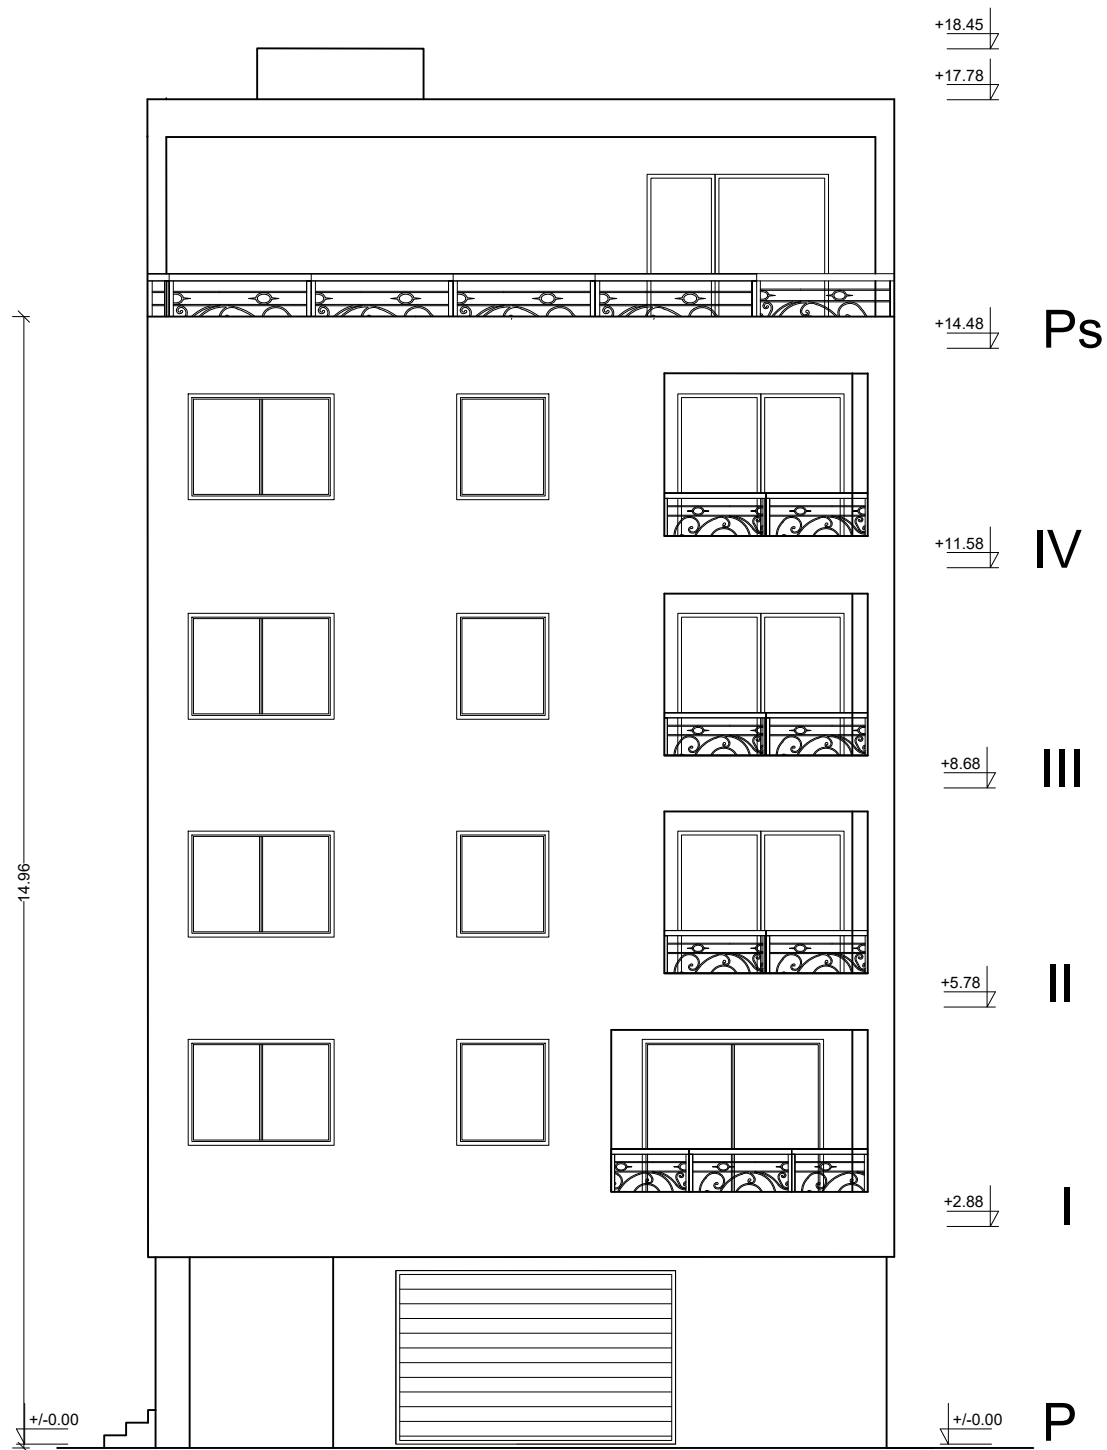 +18.45
+17.78
+14.48 Ps
+11.58 IV
+8.68 III
14.96
+5.78 II
+2.88 I
+/-0.00 +/-0.00 P